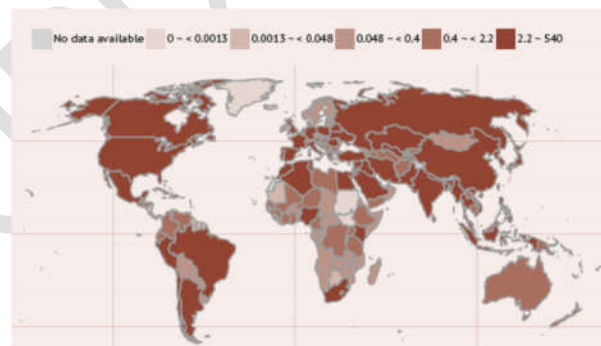 No data available 0 ~ < 0.0013 0.0013 ~ < 0.048 0.048 ~ < 0.4 0.4 ~ < 2.2 2.2 ~ 540